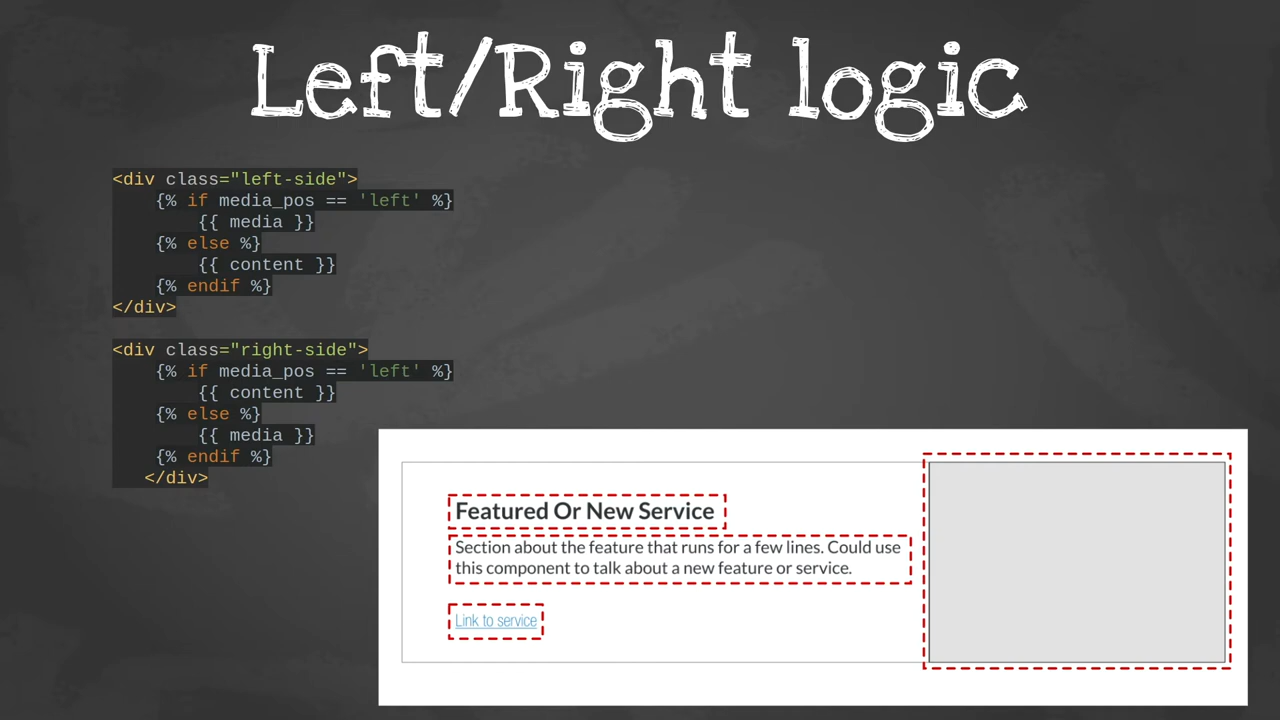 Left/Right logic
<div class="left-side">
    {% if media_pos == 'left' %}
        {{ media }}
    {% else %}
        {{ content }}
    {% endif %}
</div>
<div class="right-side">
    {% if media_pos == 'left' %}
        {{ content }}
    {% else %}
        {{ media }}
    {% endif %}
   </div>
Featured Or New Service
Section about the feature that runs for a few lines. Could use
this component to talk about a new feature or service.
Link to service